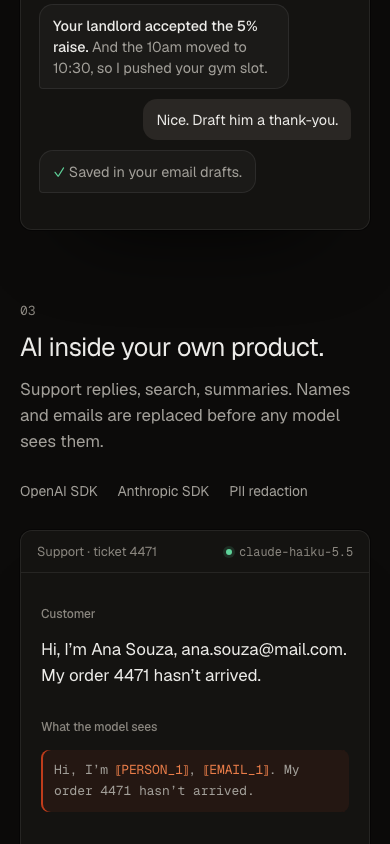 Your landlord accepted the 5%
raise. And the 10am moved to
10:30, so I pushed your gym slot.
Nice. Draft him a thank-you.
✓ Saved in your email drafts.
03
AI inside your own product.
Support replies, search, summaries. Names
and emails are replaced before any model
sees them.
OpenAI SDK Anthropic SDK PII redaction
Support · ticket 4471 claude-haiku-5.5
Customer
Hi, I’m Ana Souza, ana.souza@mail.com.
My order 4471 hasn’t arrived.
What the model sees
Hi, I’m ⟦PERSON_1⟧, ⟦EMAIL_1⟧. My
order 4471 hasn’t arrived.